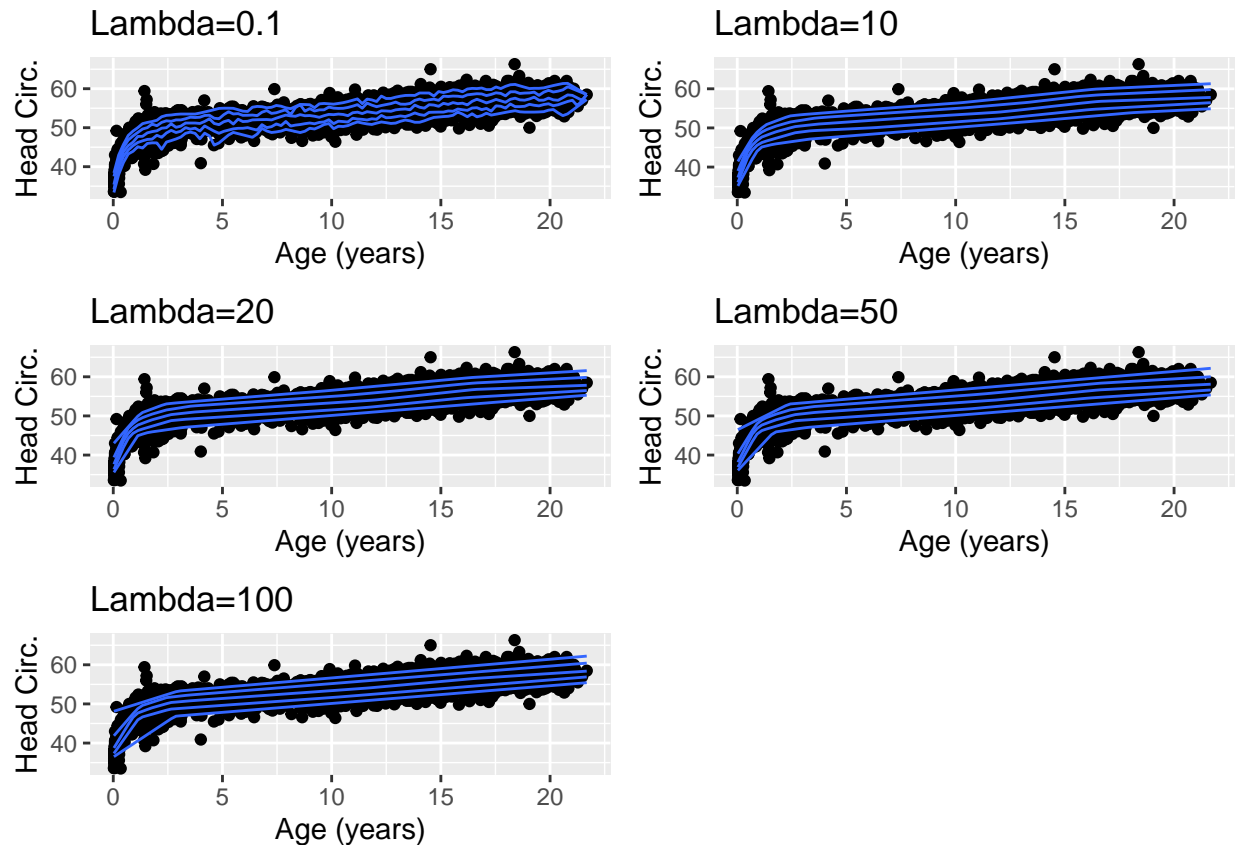 Lambda=0.1
Head Circ.
60
50
40
0 5 10 15 20
Age (years)
Lambda=10
Head Circ.
60
50
40
0 5 10 15 20
Age (years)
Lambda=20
Head Circ.
60
50
40
0 5 10 15 20
Age (years)
Lambda=50
Head Circ.
60
50
40
0 5 10 15 20
Age (years)
Lambda=100
Head Circ.
60
50
40
0 5 10 15 20
Age (years)